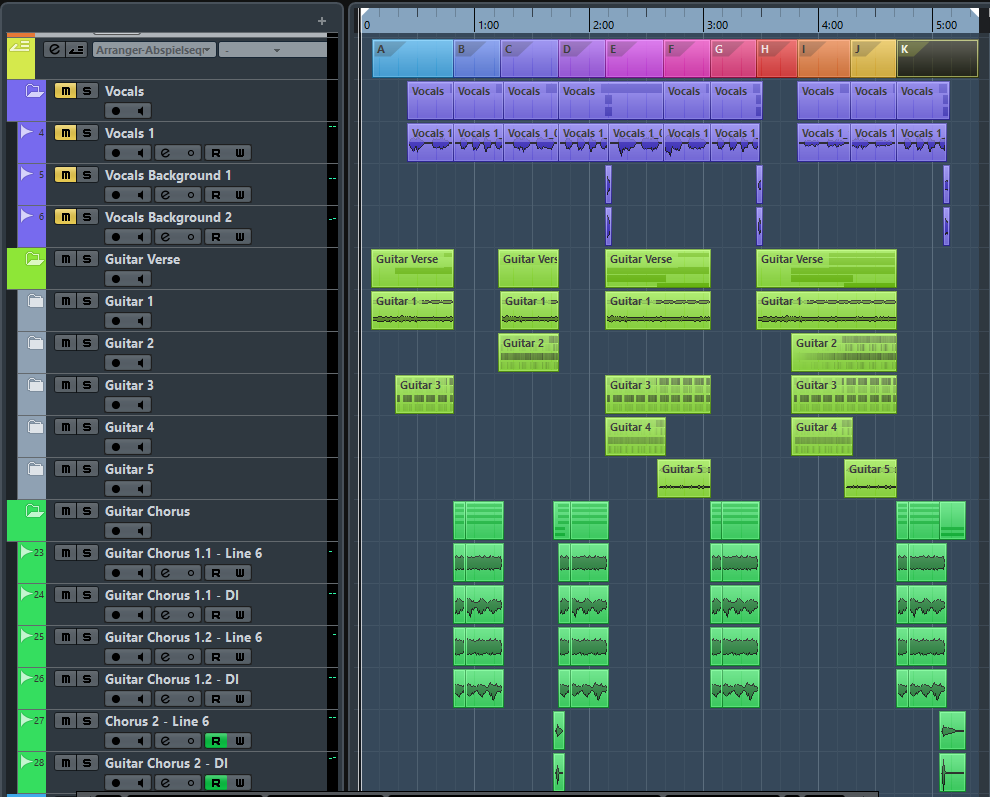 +
0 1:00 2:00 3:00 4:00 5:00
e Arranger-Abspielseq -
A B C D E F G H I J K
m S Vocals
Vocals Vocals Vocals Vocals Vocals Vocals Vocals Vocals Vocals
4 m S Vocals 1
e R W
Vocals 1 Vocals 1_ Vocals 1_ Vocals 1_ Vocals 1_ Vocals 1_ Vocals 1_ Vocals 1 Vocals 1 Vocals 1_
5 m S Vocals Background 1
e R W
6 m S Vocals Background 2
e R W
m S Guitar Verse
Guitar Verse Guitar Vers Guitar Verse Guitar Verse
m S Guitar 1
Guitar 1 Guitar 1 Guitar 1 Guitar 1
m S Guitar 2
Guitar 2 Guitar 2
m S Guitar 3
Guitar 3 Guitar 3 Guitar 3
m S Guitar 4
Guitar 4 Guitar 4
m S Guitar 5
Guitar 5 Guitar 5
m S Guitar Chorus
23 m S Guitar Chorus 1.1 - Line 6
e R W
24 m S Guitar Chorus 1.1 - DI
e R W
25 m S Guitar Chorus 1.2 - Line 6
e R W
26 m S Guitar Chorus 1.2 - DI
e R W
27 m S Chorus 2 - Line 6
e R W
28 m S Guitar Chorus 2 - DI
e R W